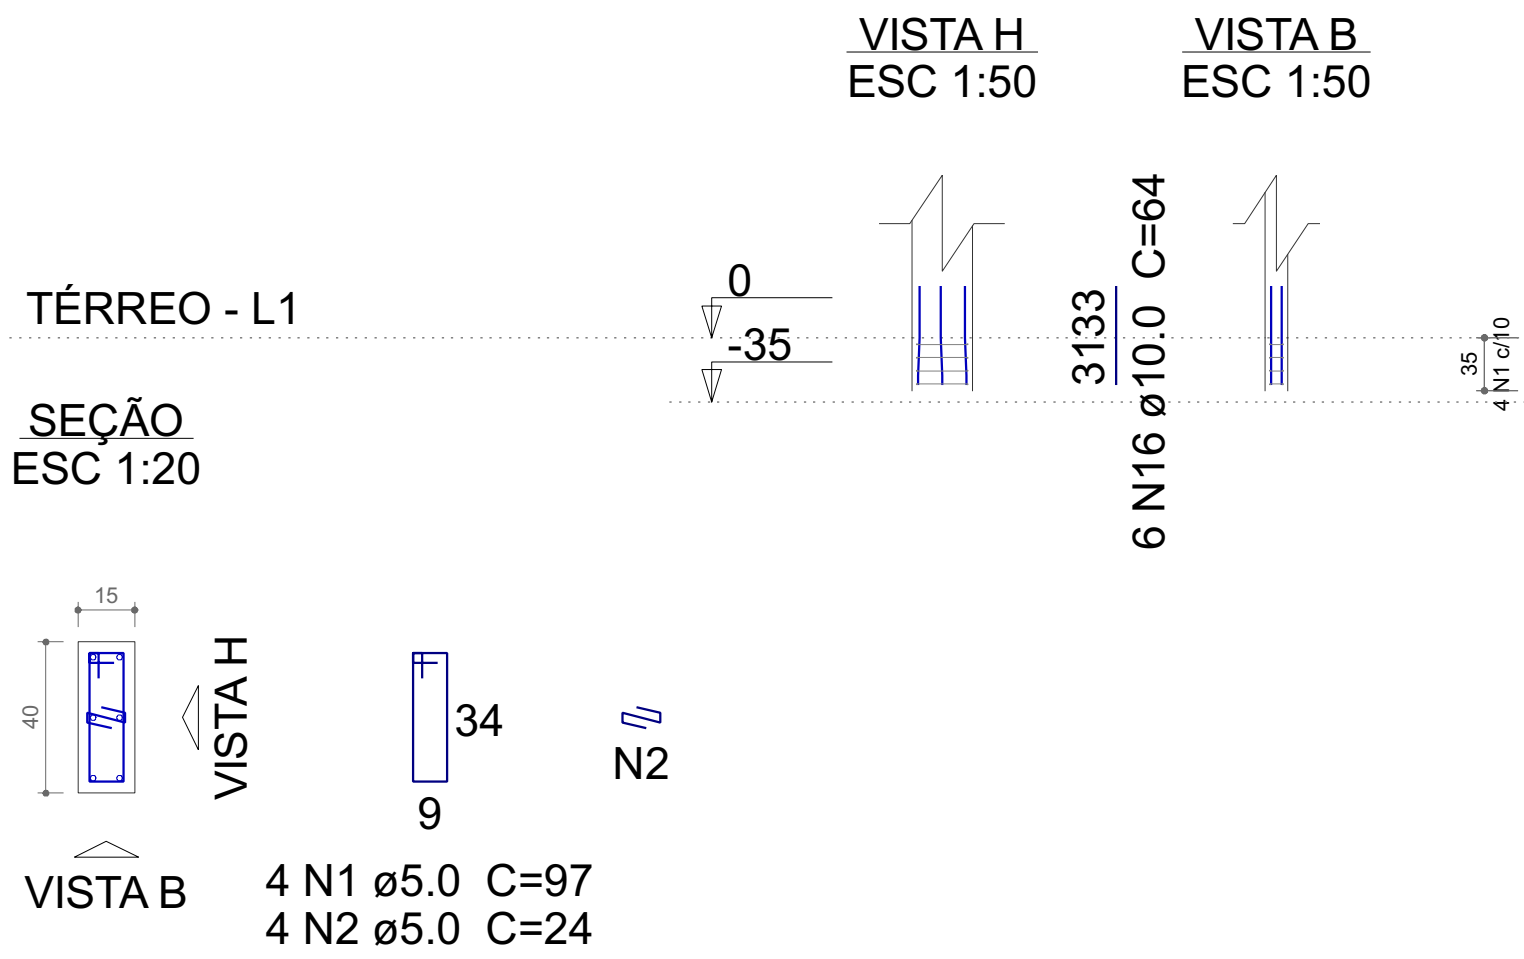 VISTA H
ESC 1:50
VISTA B
ESC 1:50
TÉRREO - L1
0
-35
3133
6 N16 ø10.0 C=64
35
4 N1 c/10
SEÇÃO
ESC 1:20
15
40
VISTA H
VISTA B
34
9
N2
4 N1 ø5.0 C=97
4 N2 ø5.0 C=24